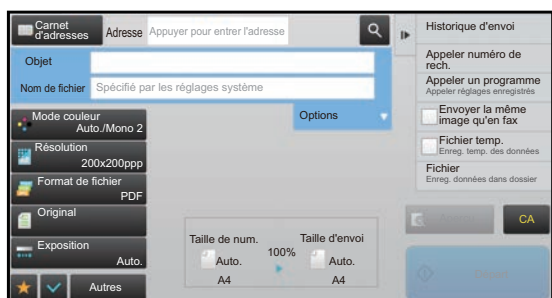 Carnet
d'adresses
Adresse
Appuyer pour entrer l'adresse
Objet
Nom de fichier
Spécifié par les réglages système
Options
Mode couleur
Auto./Mono 2
Résolution
200x200ppp
Format de fichier
PDF
Original
Exposition
Auto.
Autres
Taille de num.
Auto.
A4
100%
Taille d'envoi
Auto.
A4
Historique d'envoi
Appeler numéro de
rech.
Appeler un programme
Appeler réglages enregistrés
Envoyer la même
image qu'en fax
Fichier temp.
Enreg. temp. des données
Fichier
Enreg. données dans dossier
CA